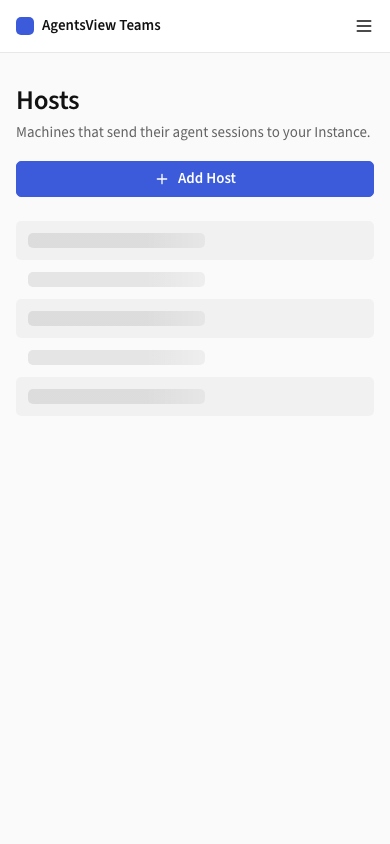 AgentsView Teams
Hosts
Machines that send their agent sessions to your Instance.
Add Host